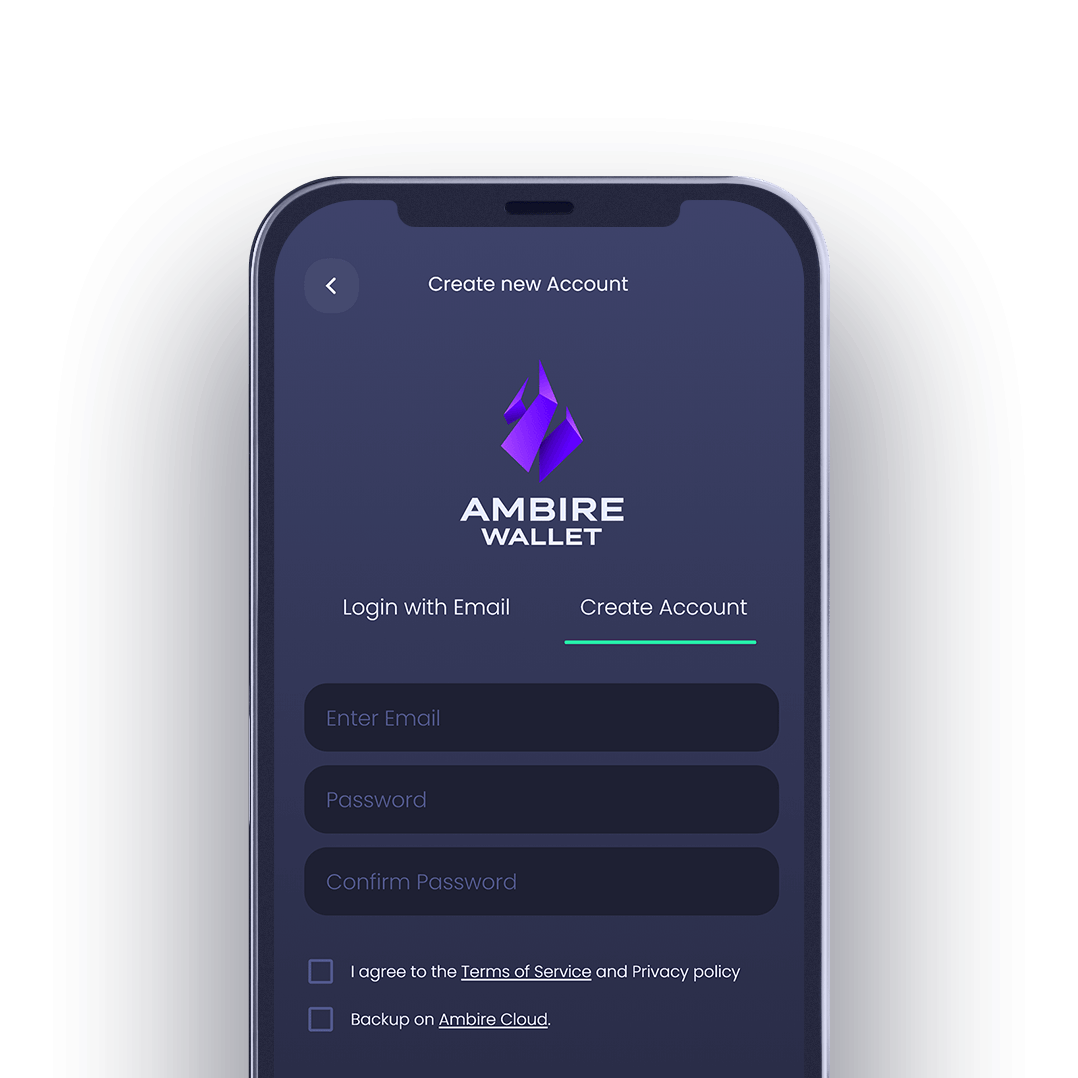 Create new Account
AMBIRE
WALLET
Login with Email
Create Account
Enter Email
Password
Confirm Password
I agree to the Terms of Service and Privacy policy
Backup on Ambire Cloud.